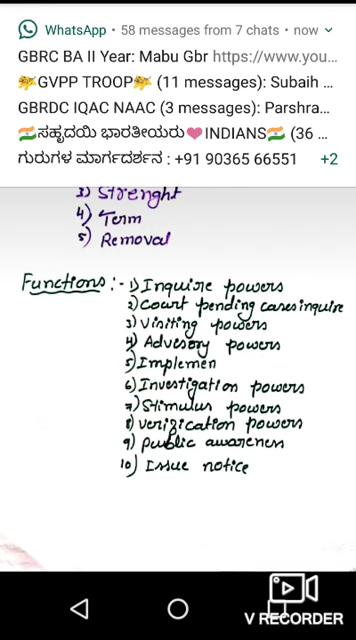 WhatsApp • 58 messages from 7 chats • now
GBRC BA II Year: Mabu Gbr https://www.you...
🐯GVPP TROOP🐯 (11 messages): Subaih ...
GBRDC IQAC NAAC (3 messages): Parshra...
🇮🇳ಸಹೃದಯಿ ಭಾರತೀಯರು❤️INDIANS🇮🇳 (36 ...
ಗುರುಗಳ ಮಾರ್ಗದರ್ಶನ : +91 90365 66551 +2
3) Strenght
4) Term
5) Removal
Functions :- 1) Inquire powers
2) Court pending cases inquire
3) Visiting powers
4) Advesory powers
5) Implemen
6) Investigation powers
7) Stimulus powers
8) verification powers
9) public awareness
10) Issue notice
V RECORDER